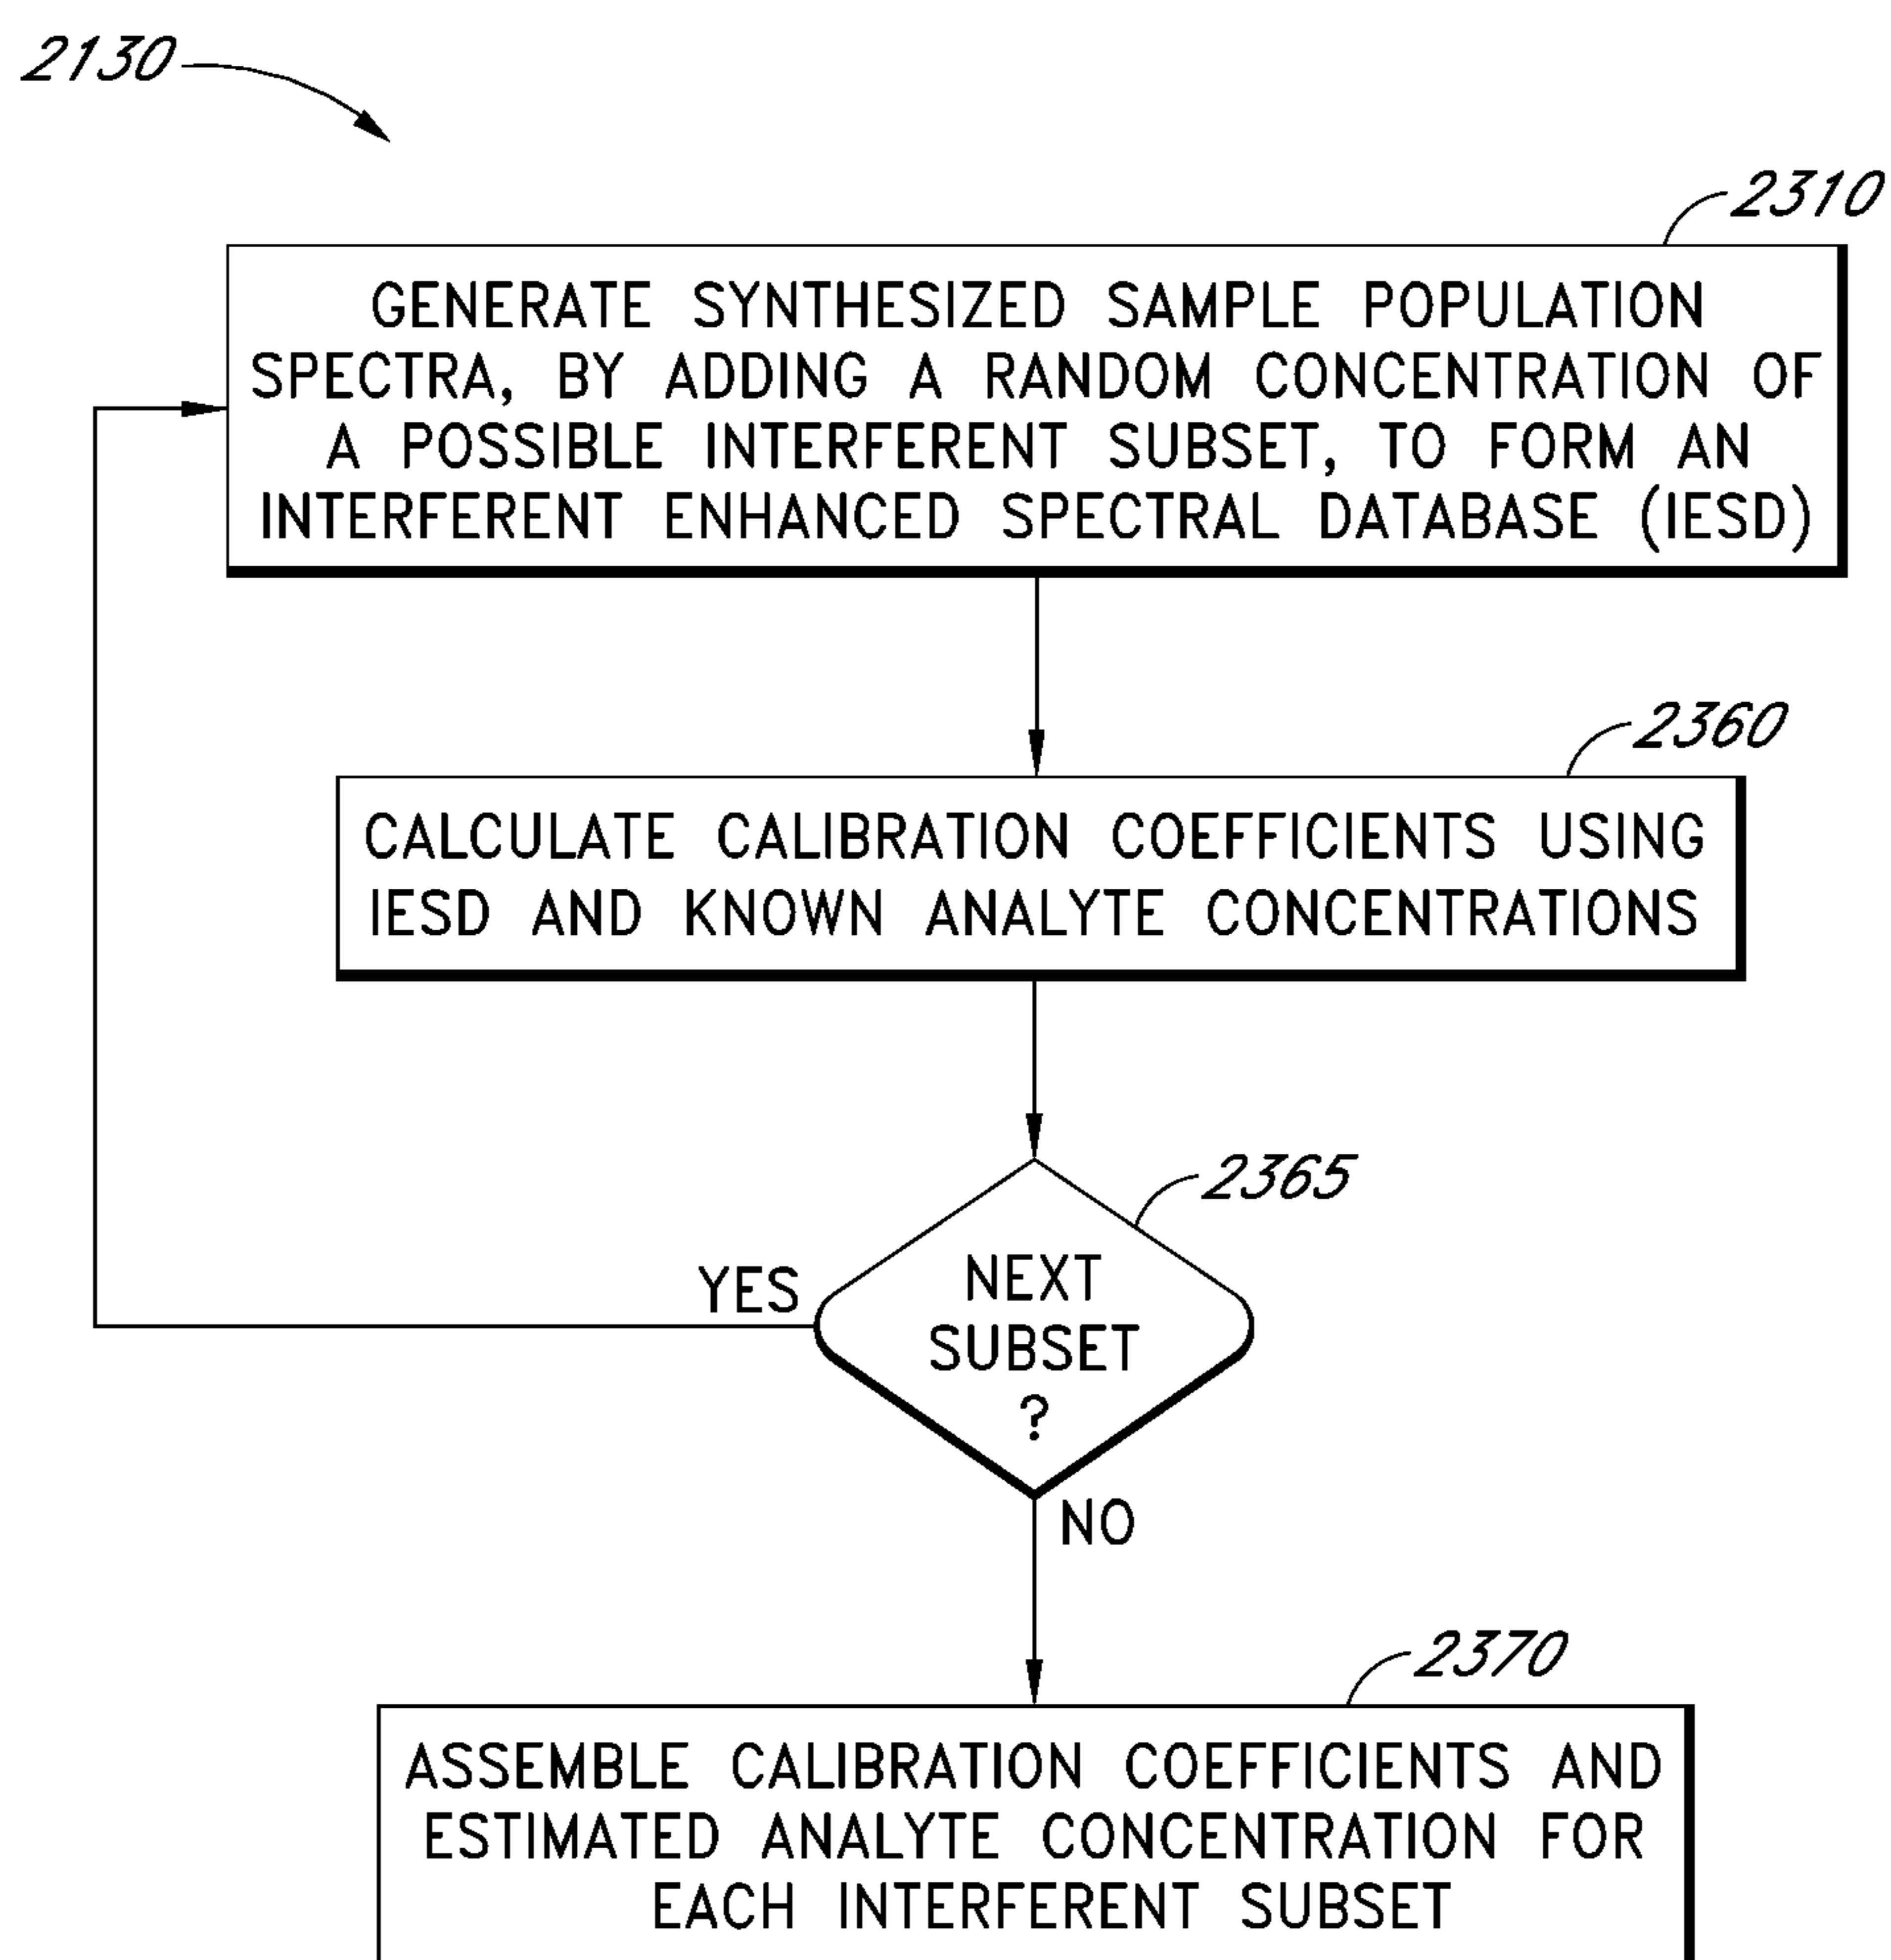 2130
2310
GENERATE SYNTHESIZED SAMPLE POPULATION
SPECTRA, BY ADDING A RANDOM CONCENTRATION OF
A POSSIBLE INTERFERENT SUBSET, TO FORM AN
INTERFERENT ENHANCED SPECTRAL DATABASE (IESD)
2360
CALCULATE CALIBRATION COEFFICIENTS USING
IESD AND KNOWN ANALYTE CONCENTRATIONS
2365
NEXT
SUBSET
?
YES
NO
2370
ASSEMBLE CALIBRATION COEFFICIENTS AND
ESTIMATED ANALYTE CONCENTRATION FOR
EACH INTERFERENT SUBSET